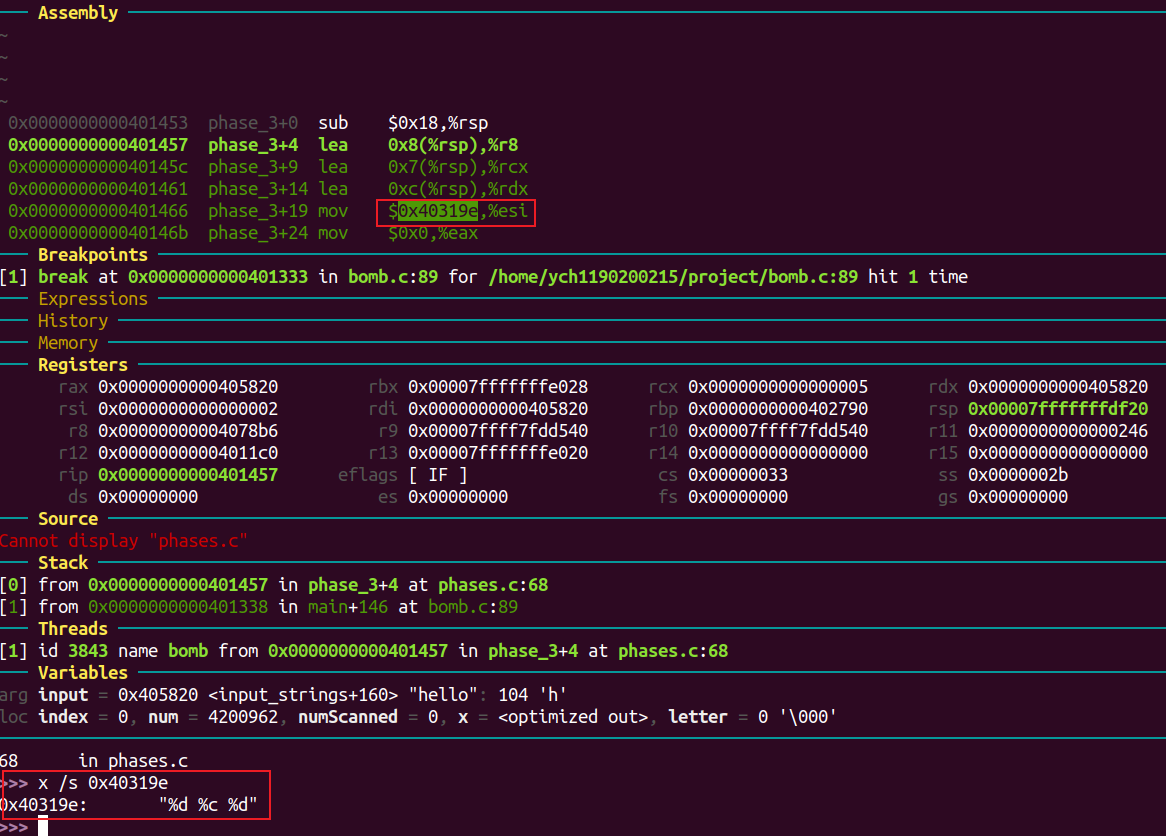 Assembly
~
~
~
~
0x0000000000401453 phase_3+0 sub $0x18,%rsp
0x0000000000401457 phase_3+4 lea 0x8(%rsp),%r8
0x000000000040145c phase_3+9 lea 0x7(%rsp),%rcx
0x0000000000401461 phase_3+14 lea 0xc(%rsp),%rdx
0x0000000000401466 phase_3+19 mov $0x40319e,%esi
0x000000000040146b phase_3+24 mov $0x0,%eax
Breakpoints
[1] break at 0x0000000000401333 in bomb.c:89 for /home/ych1190200215/project/bomb.c:89 hit 1 time
Expressions
History
Memory
Registers
rax 0x0000000000405820 rbx 0x00007fffffffe028 rcx 0x0000000000000005 rdx 0x0000000000405820
rsi 0x0000000000000002 rdi 0x0000000000405820 rbp 0x0000000000402790 rsp 0x00007fffffffdf20
r8 0x00000000004078b6 r9 0x00007ffff7fdd540 r10 0x00007ffff7fdd540 r11 0x0000000000000246
r12 0x00000000004011c0 r13 0x00007fffffffe020 r14 0x0000000000000000 r15 0x0000000000000000
rip 0x0000000000401457 eflags [ IF ] cs 0x00000033 ss 0x0000002b
ds 0x00000000 es 0x00000000 fs 0x00000000 gs 0x00000000
Source
Cannot display "phases.c"
Stack
[0] from 0x0000000000401457 in phase_3+4 at phases.c:68
[1] from 0x0000000000401338 in main+146 at bomb.c:89
Threads
[1] id 3843 name bomb from 0x0000000000401457 in phase_3+4 at phases.c:68
Variables
arg input = 0x405820 <input_strings+160> "hello": 104 'h'
loc index = 0, num = 4200962, numScanned = 0, x = <optimized out>, letter = 0 '\000'
68 in phases.c
>>> x /s 0x40319e
0x40319e: "%d %c %d"
>>>